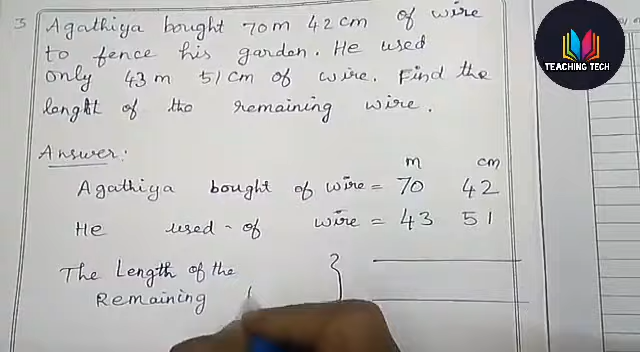 3 Agathiya bought 70m 42cm of wire
to fence his garden. He used
only 43m 51cm of wire. Find the
lenght of the remaining wire.
TEACHING TECH
Answer:
m cm
Agathiya bought of wire = 70 42
He used - of wire = 43 51
The Length of the
Remaining